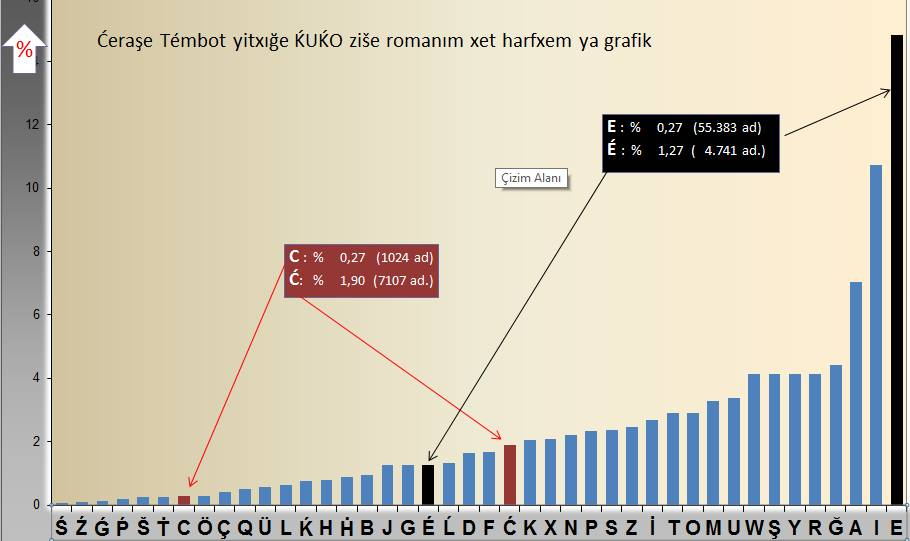 Ćeraşe Témbot yitxığe ḰUḰO ziše romanım xet harfxem ya grafik
%
12
10
8
6
4
2
0
E : % 0,27 (55.383 ad)
É : % 1,27 ( 4.741 ad.)
Çizim Alanı
C : % 0,27 (1024 ad)
Ć: % 1,90 (7107 ad.)
Ś Ź Ǵ Ṕ Š Ť C Ö Ç Q Ü L Ḱ H Ḣ B J G É Ĺ D F Ć K X N P S Z İ T O M U W Ş Y R Ğ A I E